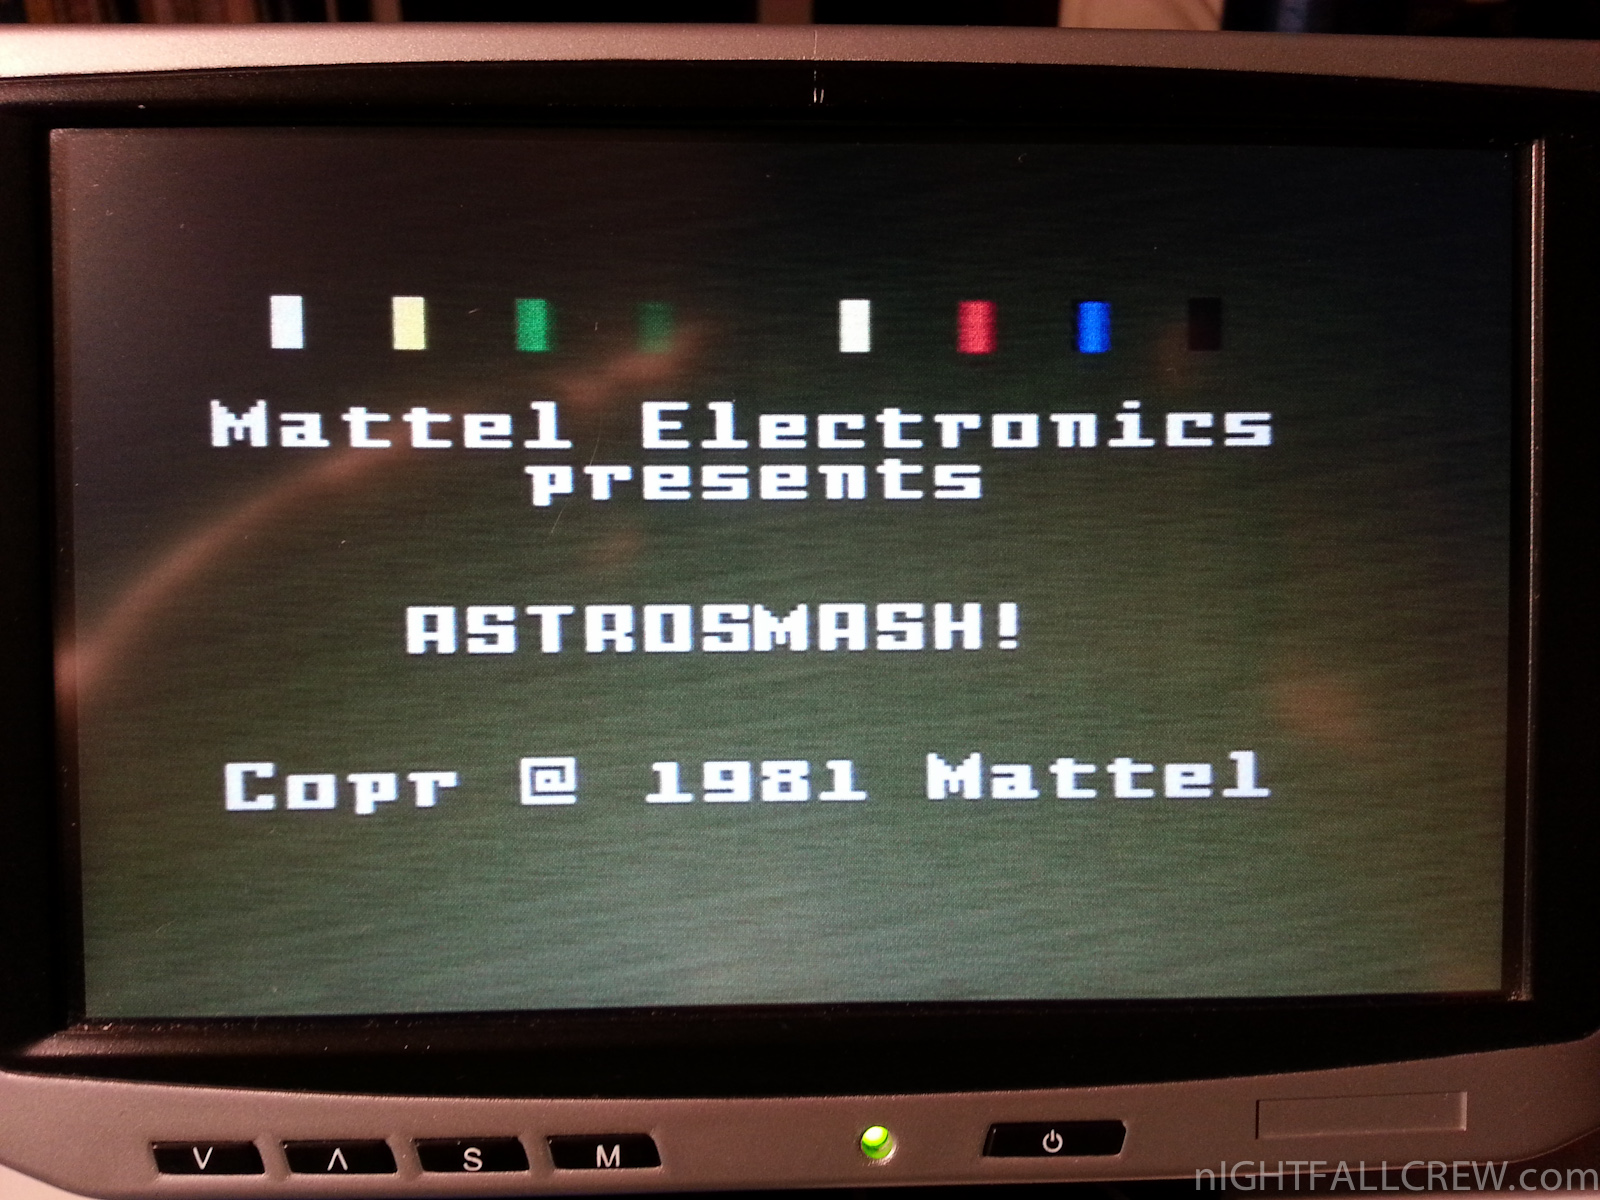 Mattel Electronics
presents
ASTROSMASH!
Copr @ 1981 Mattel
V Λ S M
nIGHTFALLCREW.com